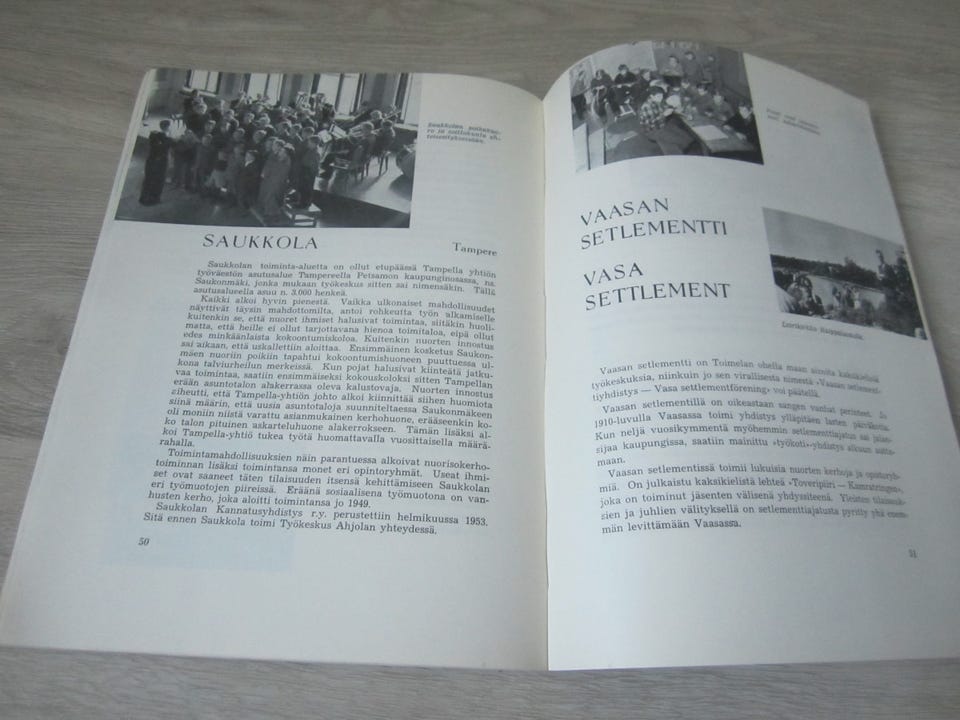 Saukkolan poikakuo-
ro ja soittokunta yh-
teisesityksessään.
SAUKKOLA
Tampere
Saukkolan toiminta-aluetta on ollut etupäässä Tampella yhtiön
työväestön asutusalue Tampereella Petsamon kaupunginosassa, ns.
Saukonmäki, jonka mukaan työkeskus sitten sai nimensäkin. Tällä
asutusalueella asuu n. 3.000 henkeä.
Kaikki alkoi hyvin pienestä. Vaikka ulkonaiset mahdollisuudet
näyttivät täysin mahdottomilta, antoi rohkeutta työn alkamiselle
kuitenkin se, että nuoret ihmiset halusivat toimintaa, siitäkin huoli-
matta, että heille ei ollut tarjottavana hienoa toimitaloa, eipä ollut
edes minkäänlaista kokoontumiskoloa. Kuitenkin nuorten innostus
sai aikaan, että uskallettiin aloittaa. Ensimmäinen kosketus Saukon-
mäen nuoriin poikiin tapahtui kokoontumishuoneen puuttuessa ul-
kona talviurheilun merkeissä. Kun pojat halusivat kiinteätä jatku-
vaa toimintaa, saatiin ensimmäiseksi kokouskoloksi sitten Tampellan
erään asuntotalon alakerrassa oleva kalustovaja. Nuorten innostus
aiheutti, että Tampella-yhtiön johto alkoi kiinnittää siihen huomiota
siinä määrin, että uusia asuntotaloja suunniteltaessa Saukonmäkeen
oli moniin niistä varattu asianmukainen kerhohuone, erääseenkin ko-
ko talon pituinen askarteluhuone alakerrokseen. Tämän lisäksi al-
koi Tampella-yhtiö tukea työtä huomattavalla vuosittaisella määrä-
rahalla.
Toimintamahdollisuuksien näin parantuessa alkoivat nuorisokerho-
toiminnan lisäksi toimintansa monet eri opintoryhmät. Useat ihmi-
set ovat saaneet täten tilaisuuden itsensä kehittämiseen Saukkolan
eri työmuotojen piireissä. Eräänä sosiaalisena työmuotona on van-
husten kerho, joka aloitti toimintansa jo 1949.
Saukkolan Kannatusyhdistys r.y. perustettiin helmikuussa 1953.
Sitä ennen Saukkola toimi Työkeskus Ahjolan yhteydessä.
50
VAASAN
SETLEMENTTI
VASA
SETTLEMENT
Vaasan setlementti on Toimelan ohella maan ainoita kaksikielisiä
työkeskuksia, niinkuin jo sen virallisesta nimestä »Vaasan setlement-
tiyhdistys — Vasa settlementförening» voi päätellä.
Vaasan setlementillä on oikeastaan sangen vanhat perinteet. Jo
1910-luvulla Vaasassa toimi yhdistys ylläpitäen lasten päiväkotia.
Kun neljä vuosikymmentä myöhemmin setlementtiajatus sai jalan-
sijaa kaupungissa, saatiin mainittu »työkoti»-yhdistys alkuun autta-
maan.
Vaasan setlementissä toimii lukuisia nuorten kerhoja ja opintoryh-
miä. On julkaistu kaksikielistä lehteä »Toveripiiri — Kamratringen»,
joka on toiminut jäsenten välisenä yhdyssiteenä. Yleisten tilaisuuk-
sien ja juhlien välityksellä on setlementtiajatusta pyritty yhä enem-
män levittämään Vaasassa.
51